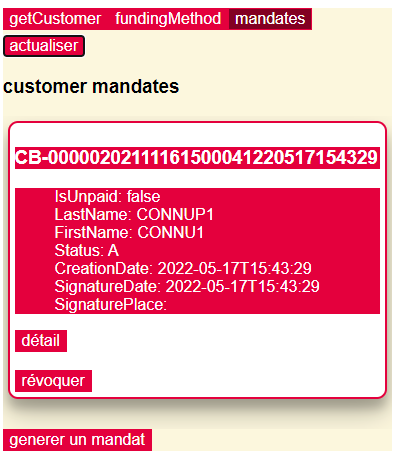 getCustomer fundingMethod mandates
actualiser
customer mandates
CB-00000202111161500041220517154329
IsUnpaid: false
LastName: CONNUP1
FirstName: CONNU1
Status: A
CreationDate: 2022-05-17T15:43:29
SignatureDate: 2022-05-17T15:43:29
SignaturePlace:
détail
révoquer
generer un mandat